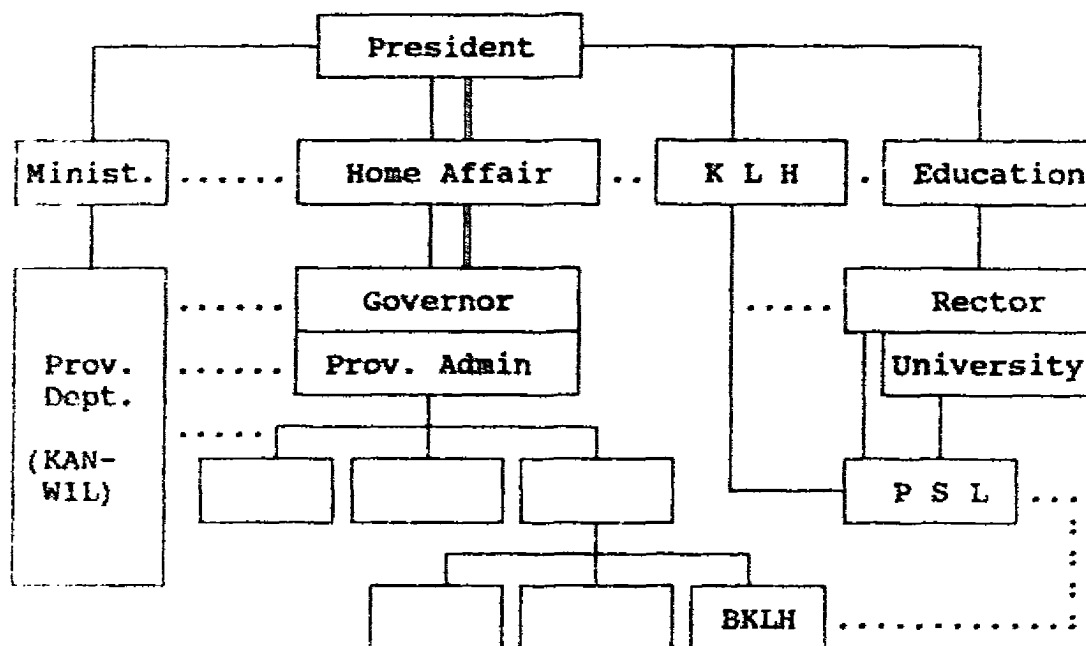 President
Minist. ...... Home Affair .. K L H . Education
...... Governor ..... Rector
Prov. ...... Prov. Admin University
Dept.
.....
(KAN-
WIL)
P S L ....
BKLH .............